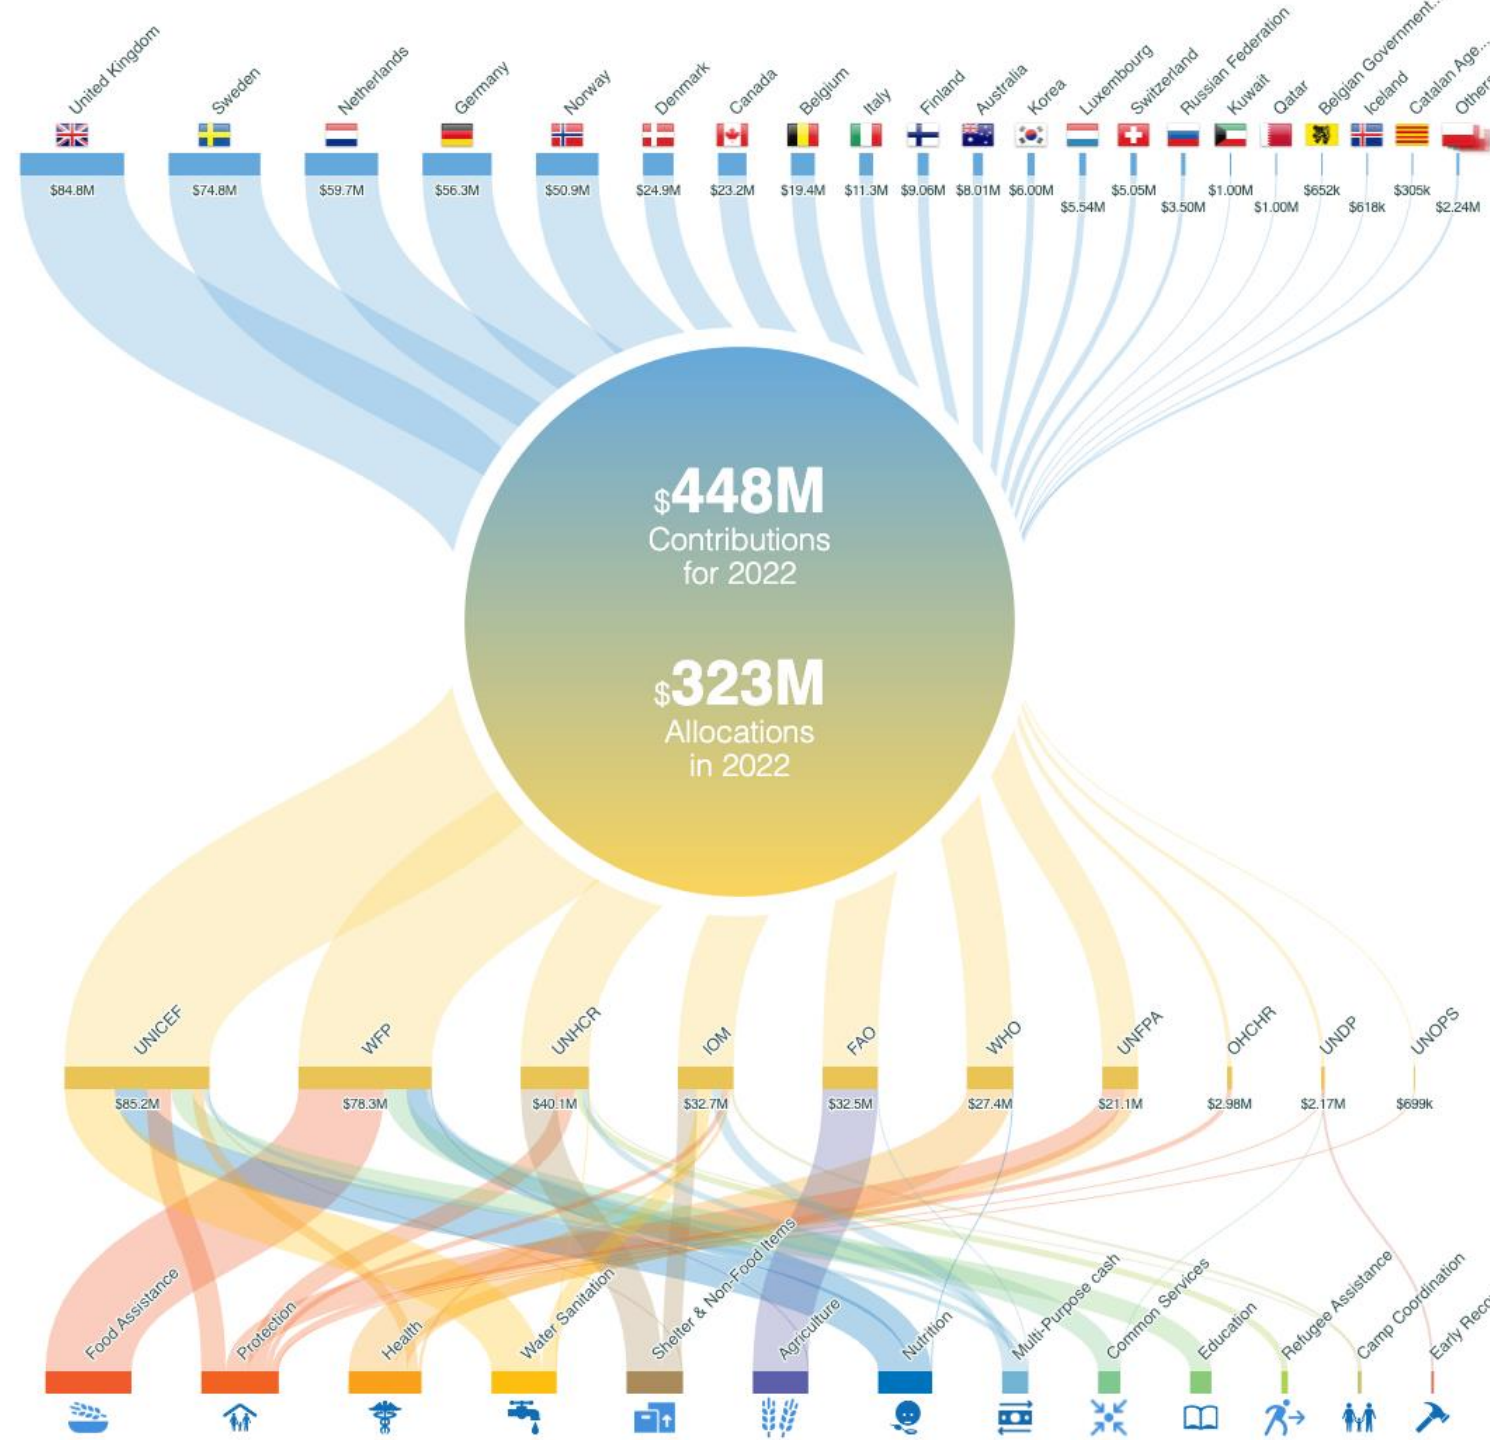 United Kingdom
Sweden
Netherlands
Germany
Norway
Denmark
Canada
Belgium
Italy
Finland
Australia
Korea
Luxembourg
Switzerland
Russian Federation
Kuwait
Qatar
Belgian Government...
Iceland
Catalan Age...
Others
$84.8M
$74.8M
$59.7M
$56.3M
$50.9M
$24.9M
$23.2M
$19.4M
$11.3M
$9.06M
$8.01M
$6.00M
$5.54M
$5.05M
$3.50M
$1.00M
$1.00M
$652k
$618k
$305k
$2.24M
$448M
Contributions
for 2022
$323M
Allocations
in 2022
UNICEF
WFP
UNHCR
IOM
FAO
WHO
UNFPA
OHCHR
UNDP
UNOPS
$85.2M
$78.3M
$40.1M
$32.7M
$32.5M
$27.4M
$21.1M
$2.98M
$2.17M
$699k
Food Assistance
Protection
Health
Water Sanitation
Shelter & Non-Food Items
Agriculture
Nutrition
Multi-Purpose cash
Common Services
Education
Refugee Assistance
Camp Coordination
Early Reco